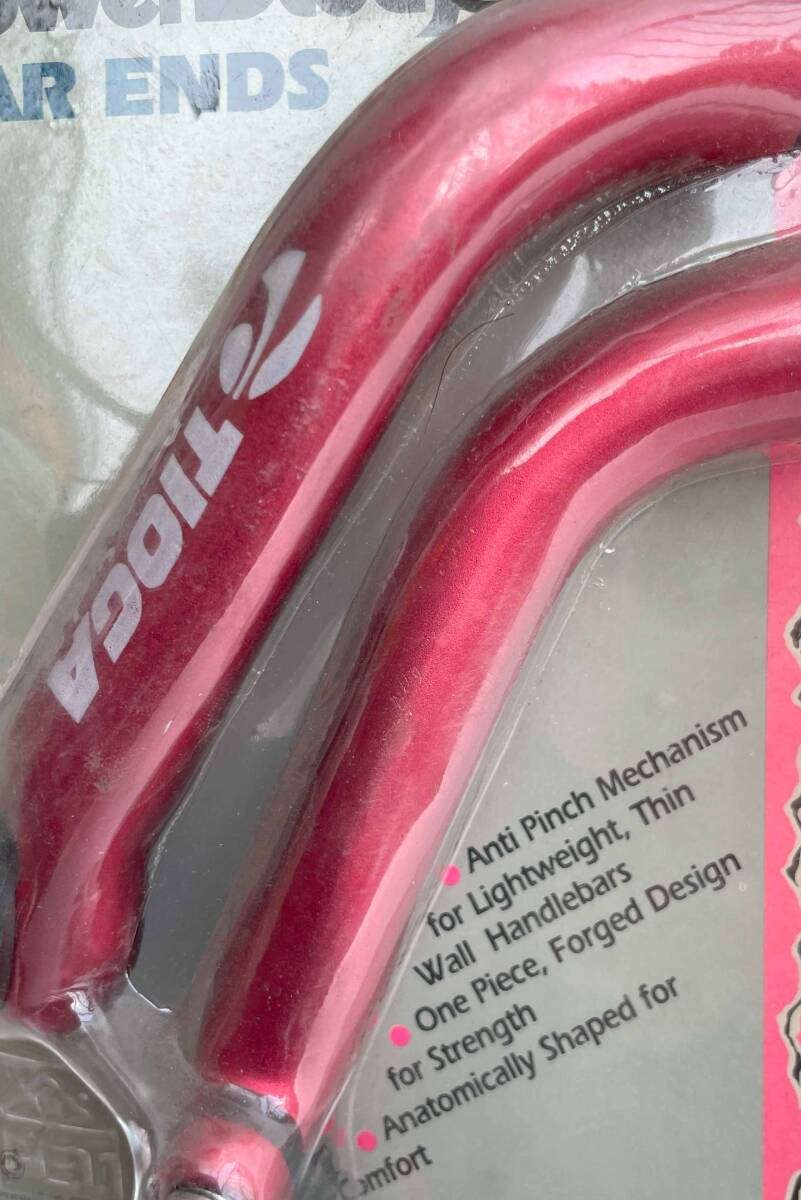 AR ENDS
TIOGA
Anti Pinch Mechanism
for Lightweight, Thin
Wall Handlebars
One Piece, Forged Design
for Strength
Anatomically Shaped for
Comfort